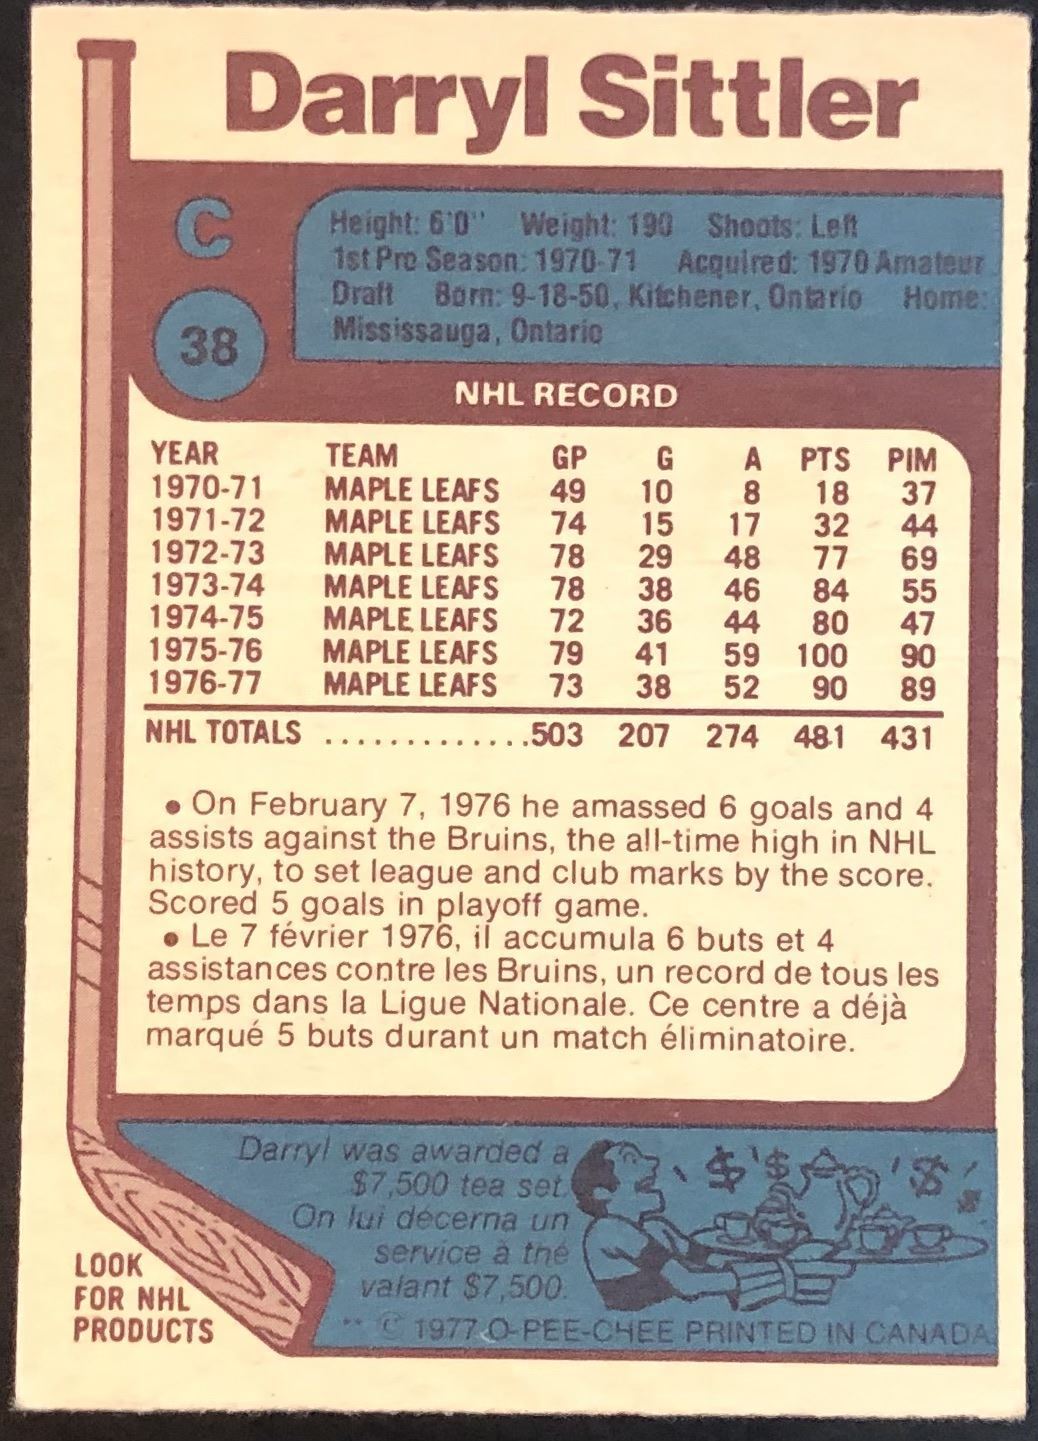 Darryl Sittler
C
38
Height: 6'0" Weight: 190 Shoots: Left
1st Pro Season: 1970-71 Acquired: 1970 Amateur
Draft Born: 9-18-50, Kitchener, Ontario Home:
Mississauga, Ontario
NHL RECORD
YEAR TEAM GP G A PTS PIM
1970-71 MAPLE LEAFS 49 10 8 18 37
1971-72 MAPLE LEAFS 74 15 17 32 44
1972-73 MAPLE LEAFS 78 29 48 77 69
1973-74 MAPLE LEAFS 78 38 46 84 55
1974-75 MAPLE LEAFS 72 36 44 80 47
1975-76 MAPLE LEAFS 79 41 59 100 90
1976-77 MAPLE LEAFS 73 38 52 90 89
NHL TOTALS .............503 207 274 481 431
• On February 7, 1976 he amassed 6 goals and 4
assists against the Bruins, the all-time high in NHL
history, to set league and club marks by the score.
Scored 5 goals in playoff game.
• Le 7 février 1976, il accumula 6 buts et 4
assistances contre les Bruins, un record de tous les
temps dans la Ligue Nationale. Ce centre a déjà
marqué 5 buts durant un match éliminatoire.
Darryl was awarded a
$7,500 tea set.
On lui décerna un
service à thé
valant $7,500.
$ $ $ $
LOOK
FOR NHL
PRODUCTS
** © 1977 O-PEE-CHEE PRINTED IN CANADA